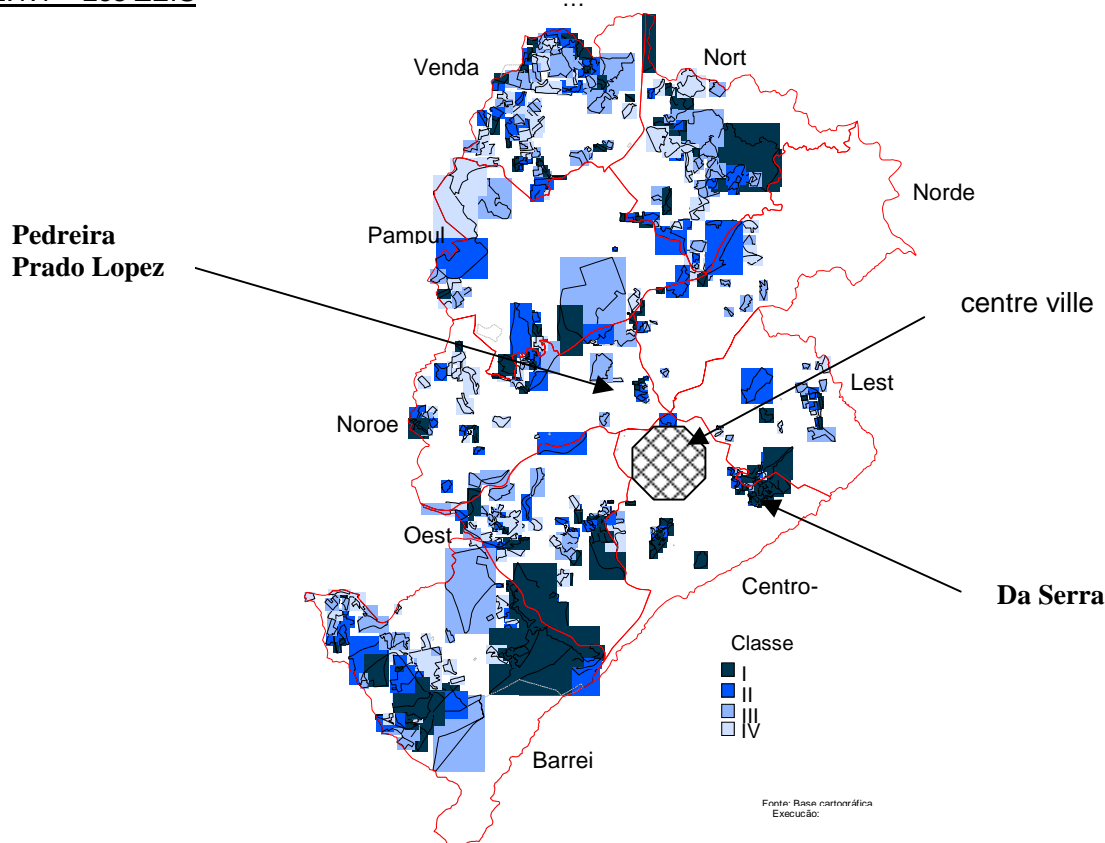 …
Nort
Venda
Norde
Pedreira
Prado Lopez
Pampul
centre ville
Lest
Noroe
Oest
Centro-
Da Serra
Classe
I
II
III
IV
Barrei
Fonte: Base cartográfica
Execução: